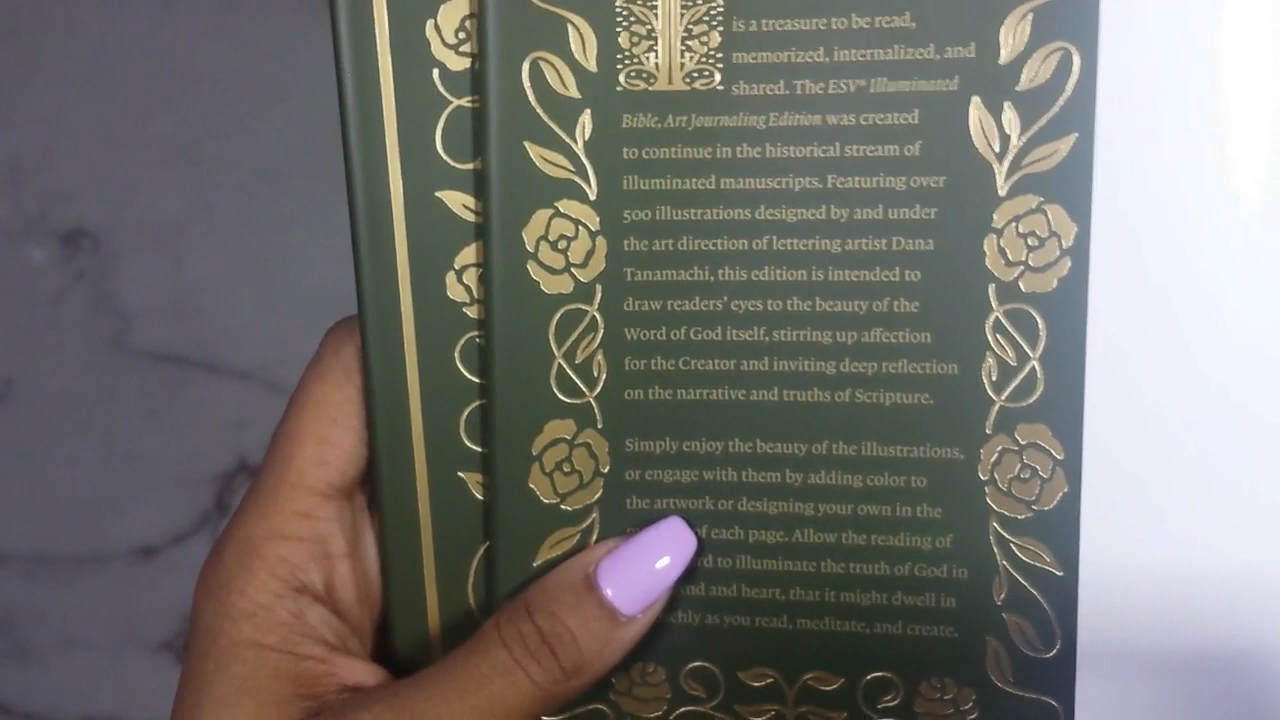 is a treasure to be read,
memorized, internalized, and
shared. The ESV® Illuminated
Bible, Art Journaling Edition was created
to continue in the historical stream of
illuminated manuscripts. Featuring over
500 illustrations designed by and under
the art direction of lettering artist Dana
Tanamachi, this edition is intended to
draw readers' eyes to the beauty of the
Word of God itself, stirring up affection
for the Creator and inviting deep reflection
on the narrative and truths of Scripture.
Simply enjoy the beauty of the illustrations,
or engage with them by adding color to
the artwork or designing your own in the
of each page. Allow the reading of
to illuminate the truth of God in
and heart, that it might dwell in
as you read, meditate, and create.